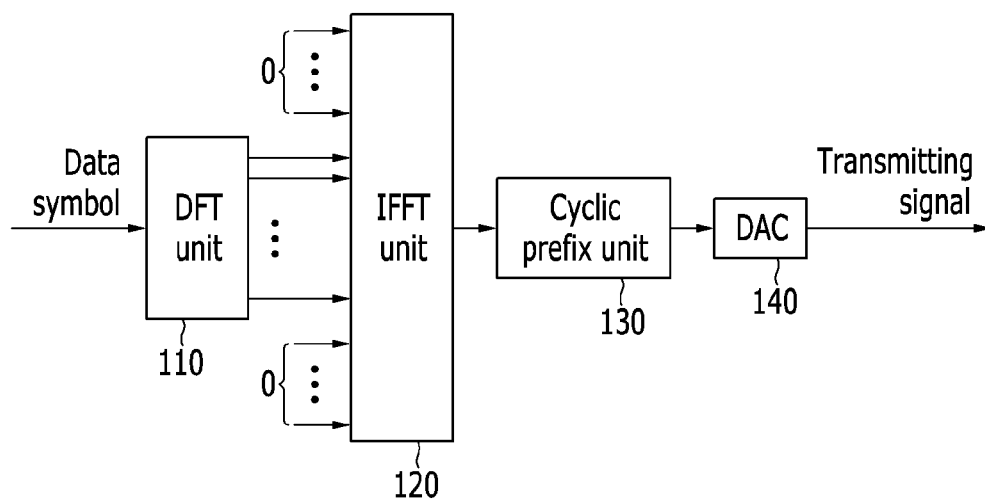 0
Data
symbol
DFT
unit
110
0
IFFT
unit
120
Cyclic
prefix unit
130
DAC
140
Transmitting
signal